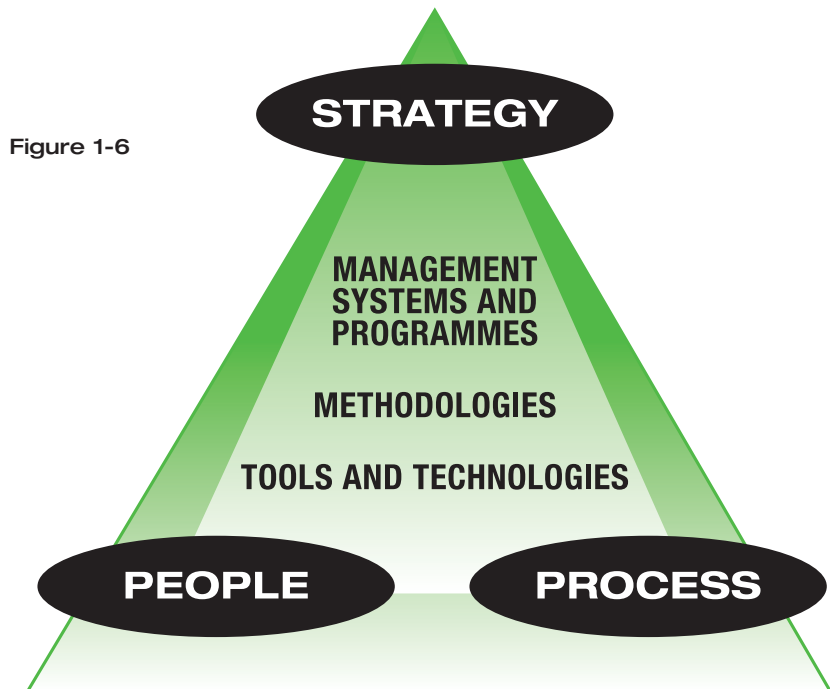 STRATEGY
Figure 1-6
MANAGEMENT
SYSTEMS AND
PROGRAMMES
METHODOLOGIES
TOOLS AND TECHNOLOGIES
PEOPLE
PROCESS